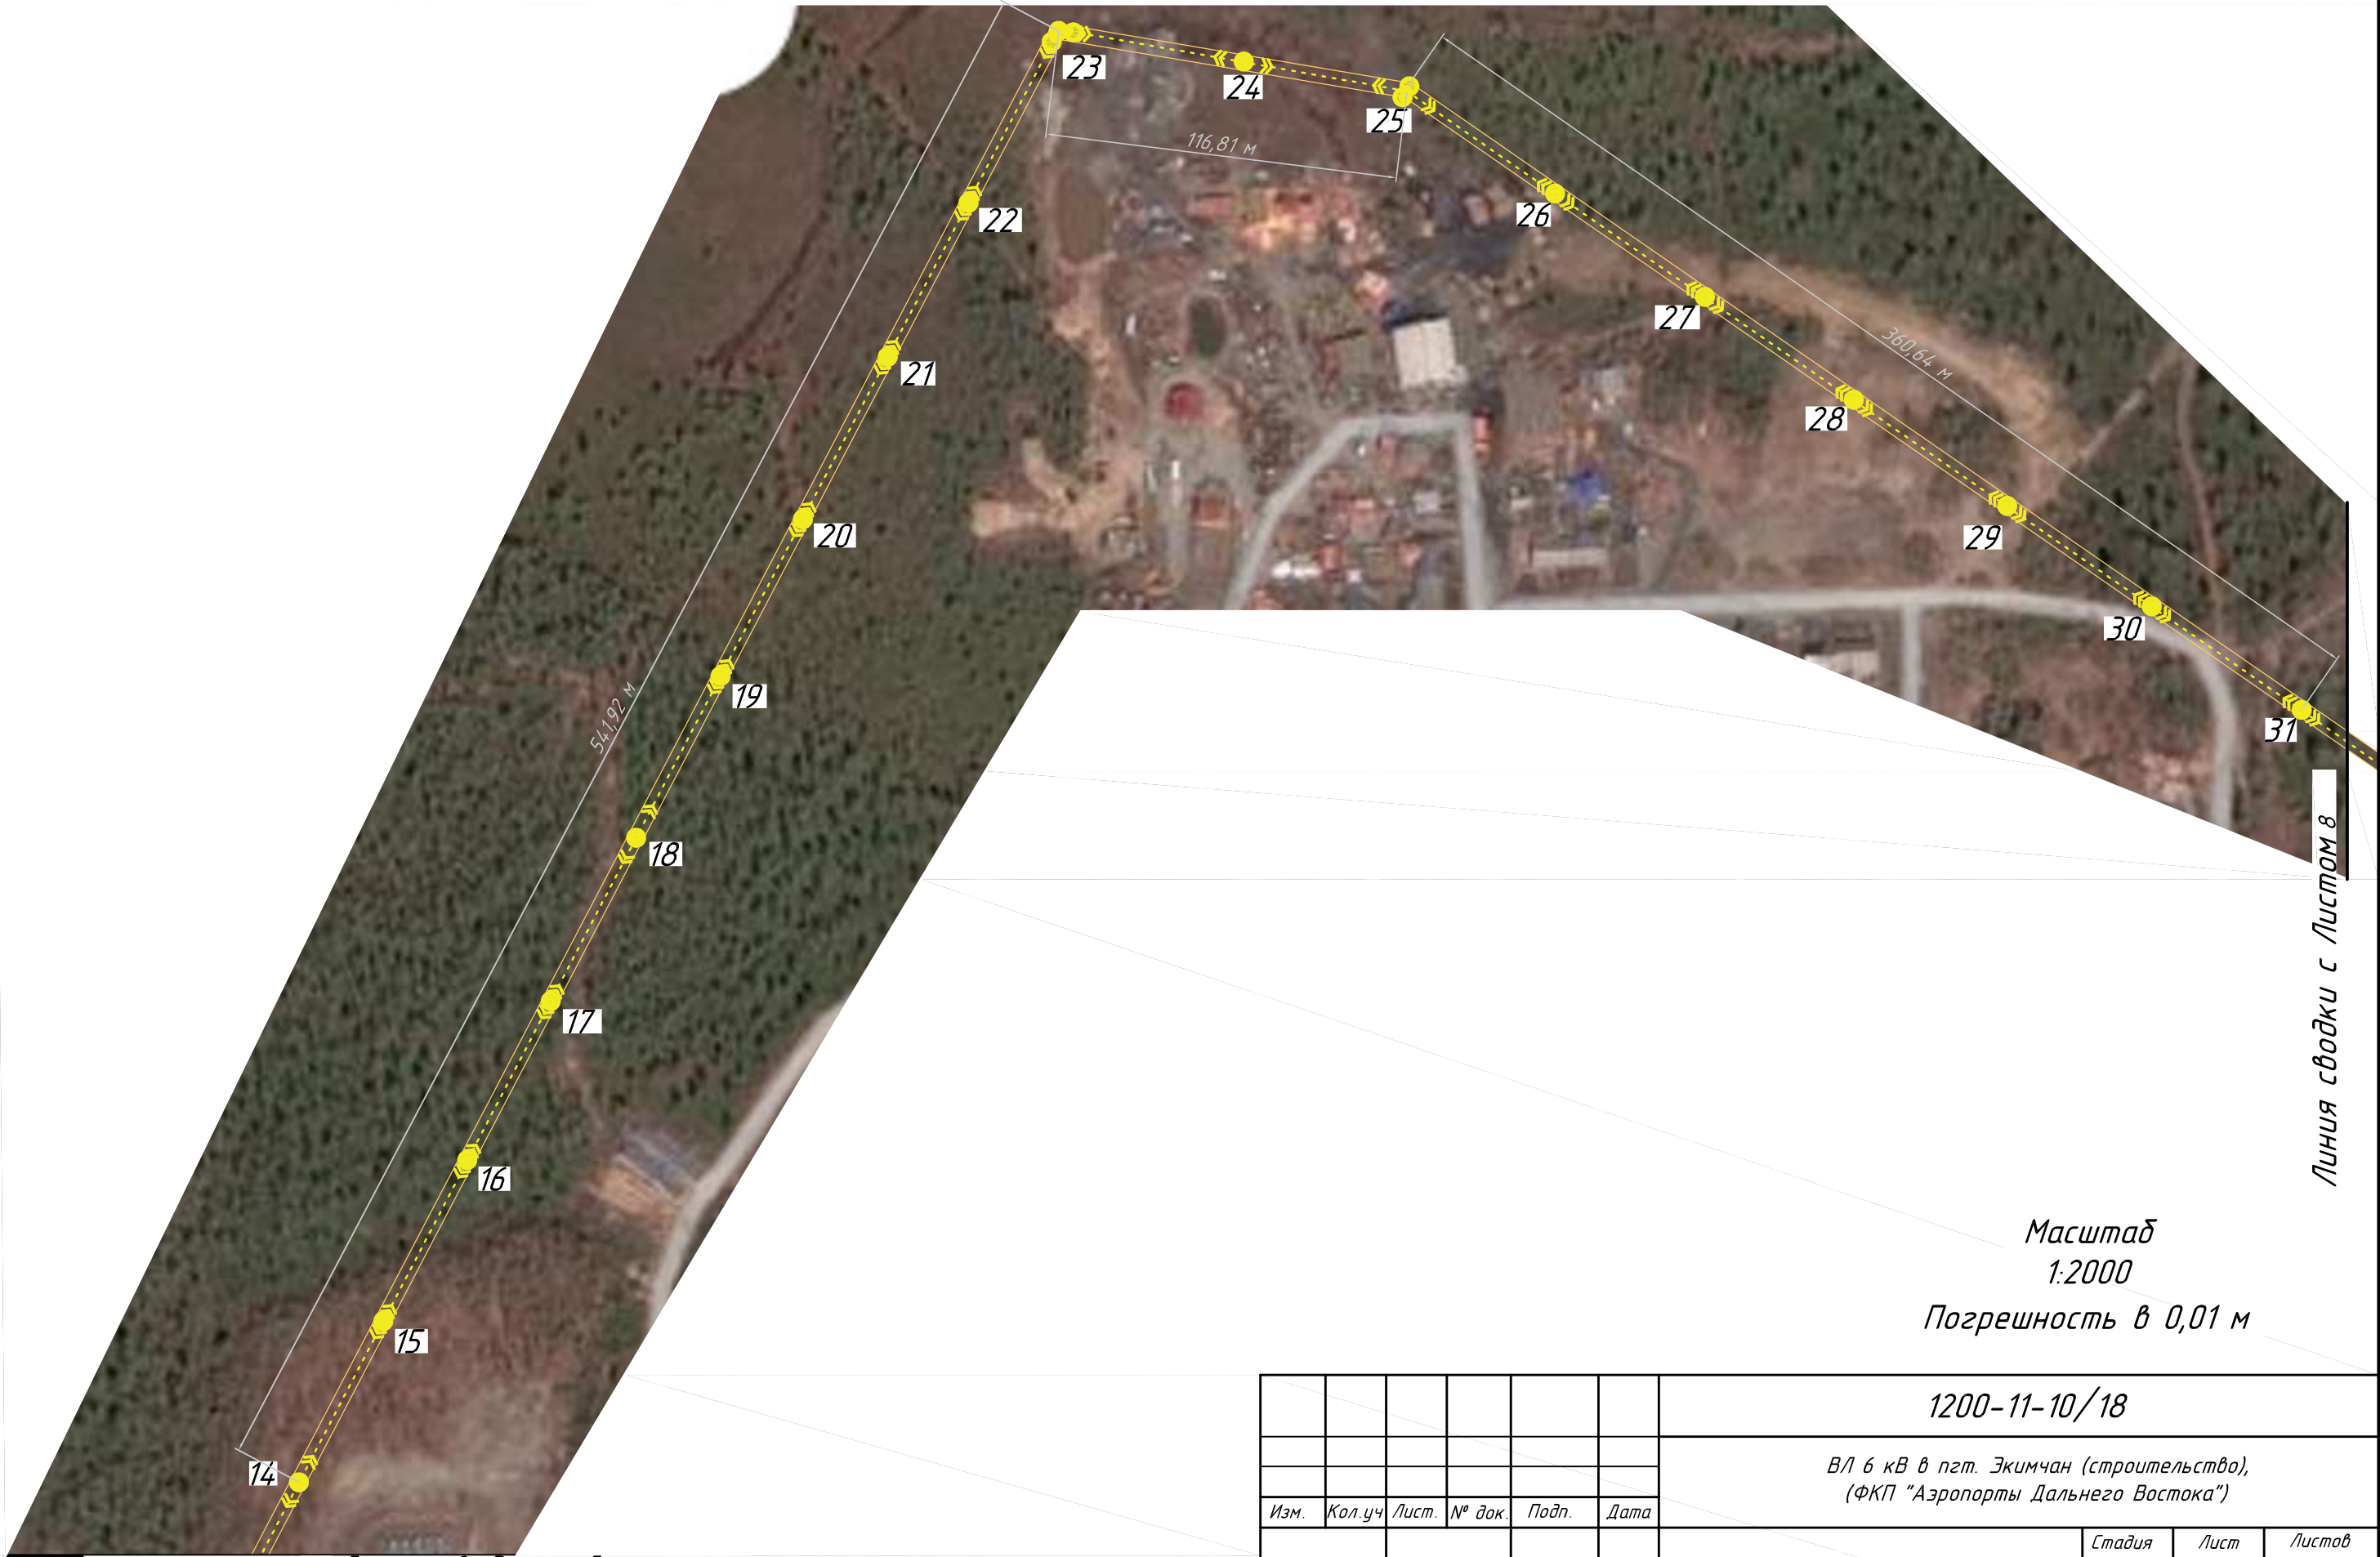 23
24
25
116,81 м
22
26
27
21
360,64 м
28
20
29
30
19
541,92 м
31
18
17
16
15
14
Линия сводки с Листом 8
Масштаб
1:2000
Погрешность в 0,01 м
1200-11-10/18
ВЛ 6 кВ в пгт. Экимчан (строительство),
(ФКП "Аэропорты Дальнего Востока")
Изм. Кол.уч Лист. № док. Подп. Дата
Стадия Лист Листов